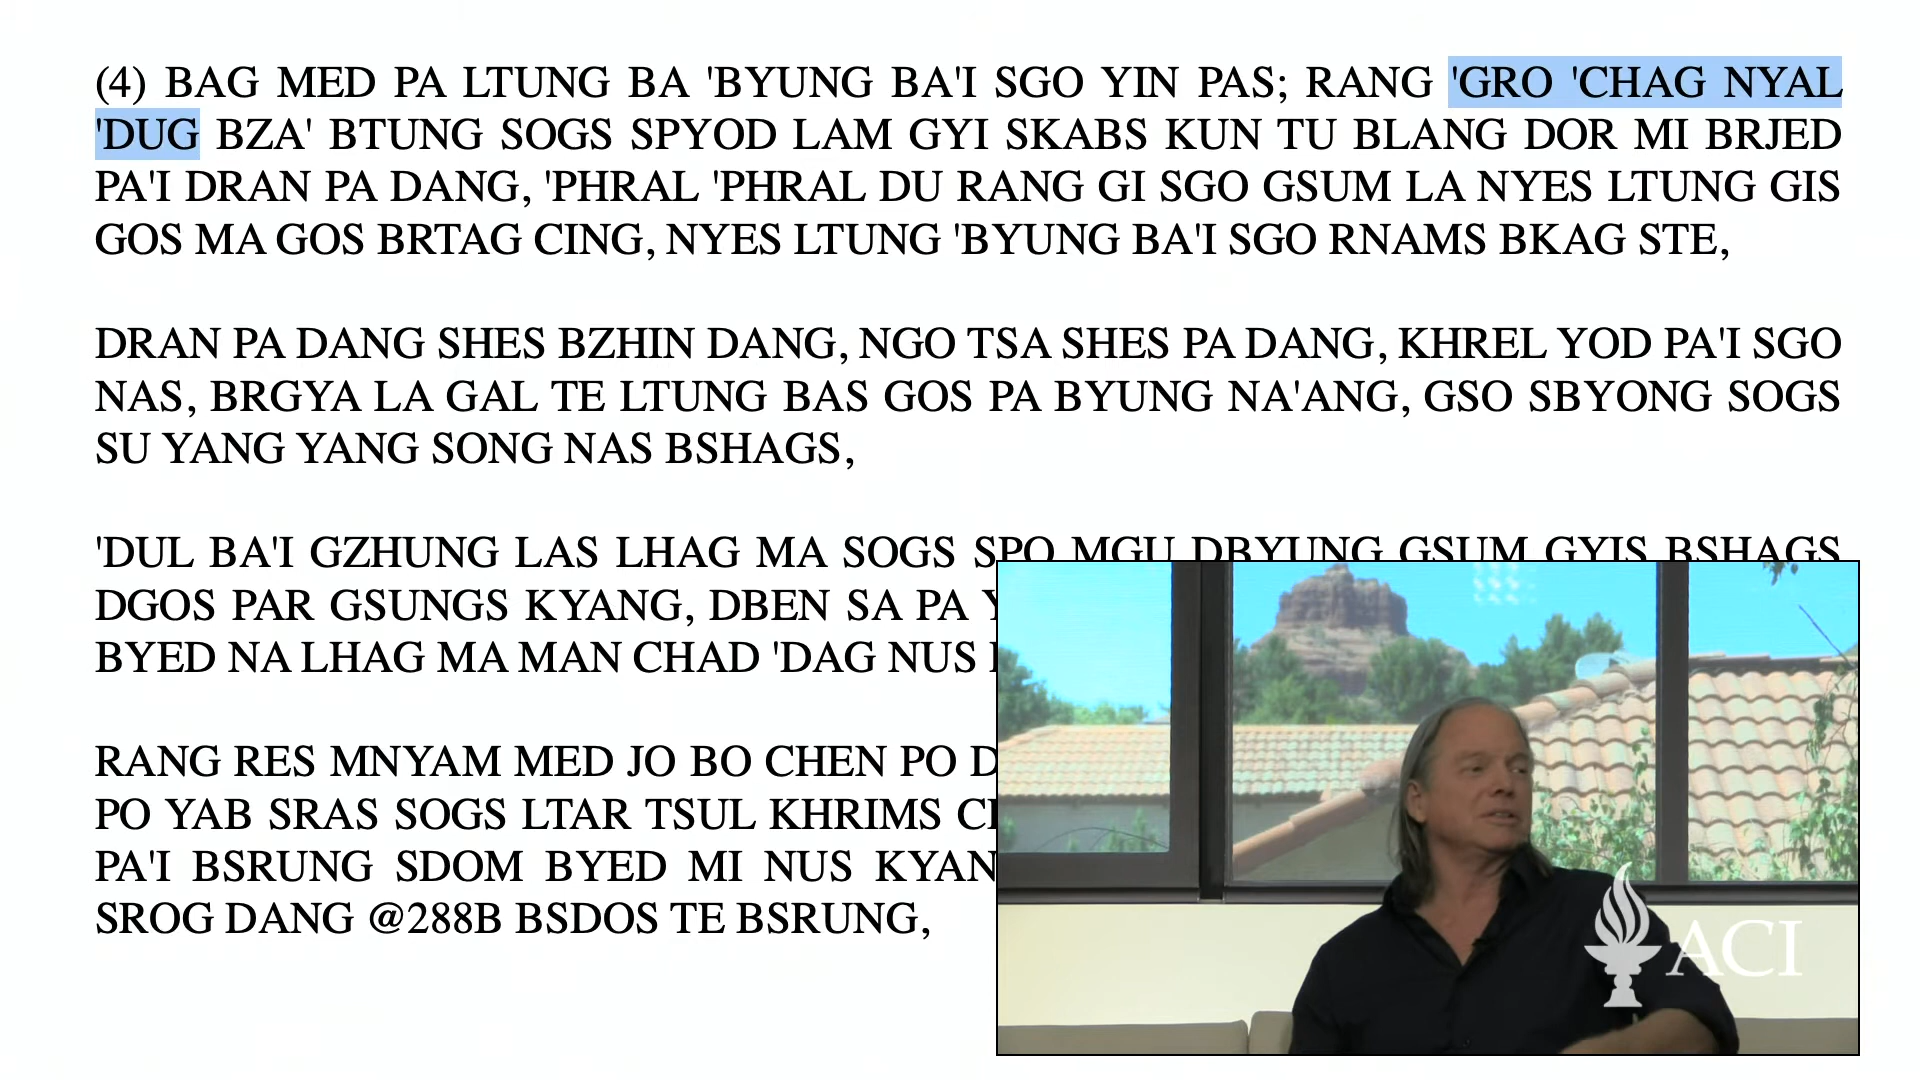 (4) BAG MED PA LTUNG BA 'BYUNG BA'I SGO YIN PAS; RANG 'GRO 'CHAG NYAL
'DUG BZA' BTUNG SOGS SPYOD LAM GYI SKABS KUN TU BLANG DOR MI BRJED
PA'I DRAN PA DANG, 'PHRAL 'PHRAL DU RANG GI SGO GSUM LA NYES LTUNG GIS
GOS MA GOS BRTAG CING, NYES LTUNG 'BYUNG BA'I SGO RNAMS BKAG STE,
DRAN PA DANG SHES BZHIN DANG, NGO TSA SHES PA DANG, KHREL YOD PA'I SGO
NAS, BRGYA LA GAL TE LTUNG BAS GOS PA BYUNG NA'ANG, GSO SBYONG SOGS
SU YANG YANG SONG NAS BSHAGS,
'DUL BA'I GZHUNG LAS LHAG MA SOGS SPO MGU DBYUNG GSUM GYIS BSHAGS
DGOS PAR GSUNGS KYANG, DBEN SA PA
BYED NA LHAG MA MAN CHAD 'DAG NUS
RANG RES MNYAM MED JO BO CHEN PO
PO YAB SRAS SOGS LTAR TSUL KHRIMS
PA'I BSRUNG SDOM BYED MI NUS
SROG DANG @288B BSDOS TE BSRUNG,
ACI